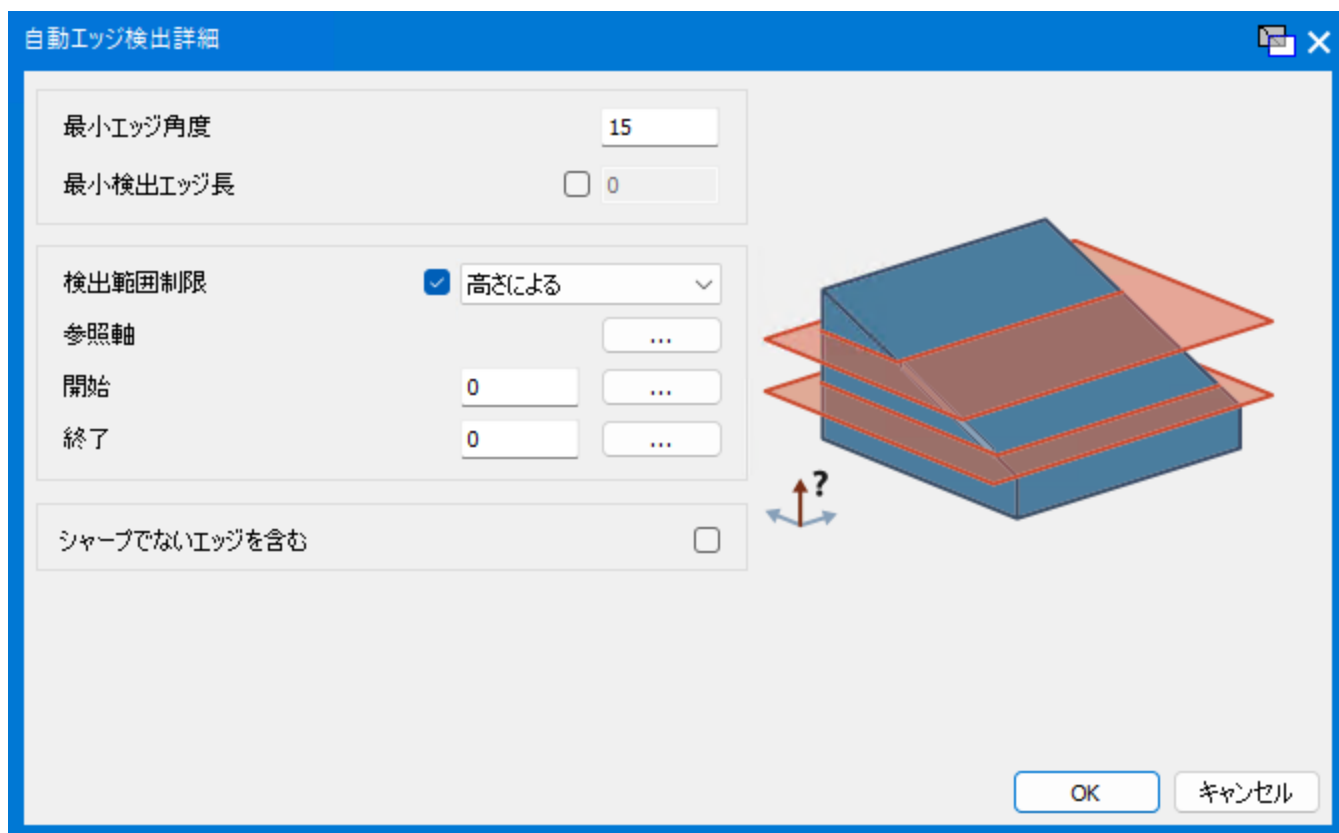 自動エッジ検出詳細
最小エッジ角度 15
最小検出エッジ長 0
検出範囲制限 高さによる
参照軸 ...
開始 0 ...
終了 0 ...
シャープでないエッジを含む
?
OK キャンセル